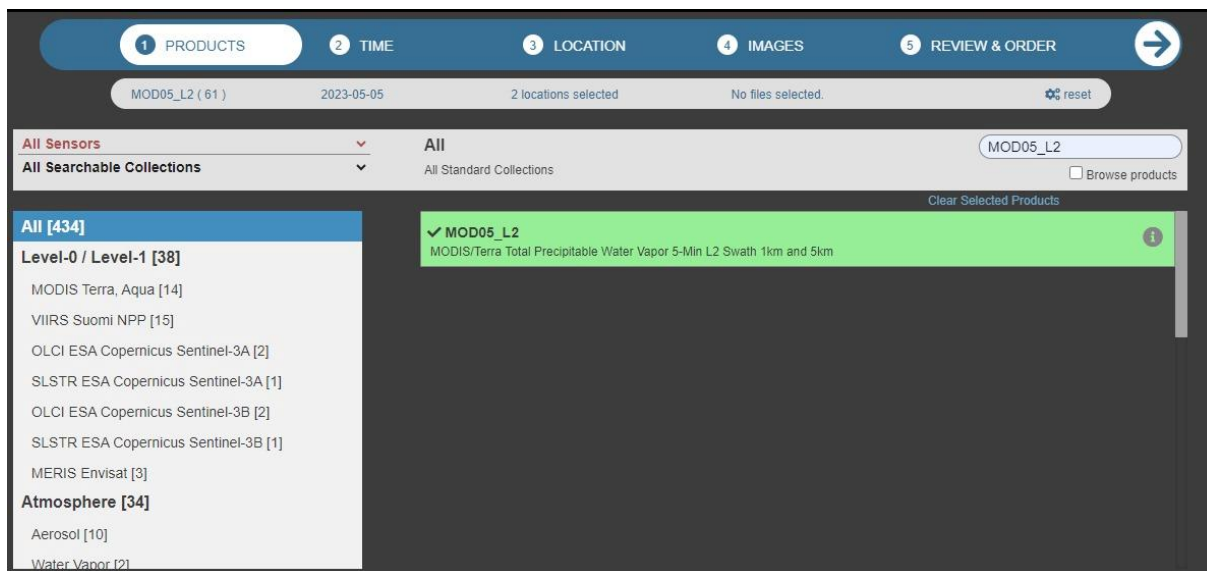 1 PRODUCTS 2 TIME 3 LOCATION 4 IMAGES 5 REVIEW & ORDER
MOD05_L2 ( 61 ) 2023-05-05 2 locations selected No files selected. reset
All Sensors
All Searchable Collections
All
All Standard Collections
MOD05_L2
Browse products
Clear Selected Products
All [434]
Level-0 / Level-1 [38]
MODIS Terra, Aqua [14]
VIIRS Suomi NPP [15]
OLCI ESA Copernicus Sentinel-3A [2]
SLSTR ESA Copernicus Sentinel-3A [1]
OLCI ESA Copernicus Sentinel-3B [2]
SLSTR ESA Copernicus Sentinel-3B [1]
MERIS Envisat [3]
Atmosphere [34]
Aerosol [10]
Water Vapor [2]
MOD05_L2
MODIS/Terra Total Precipitable Water Vapor 5-Min L2 Swath 1km and 5km